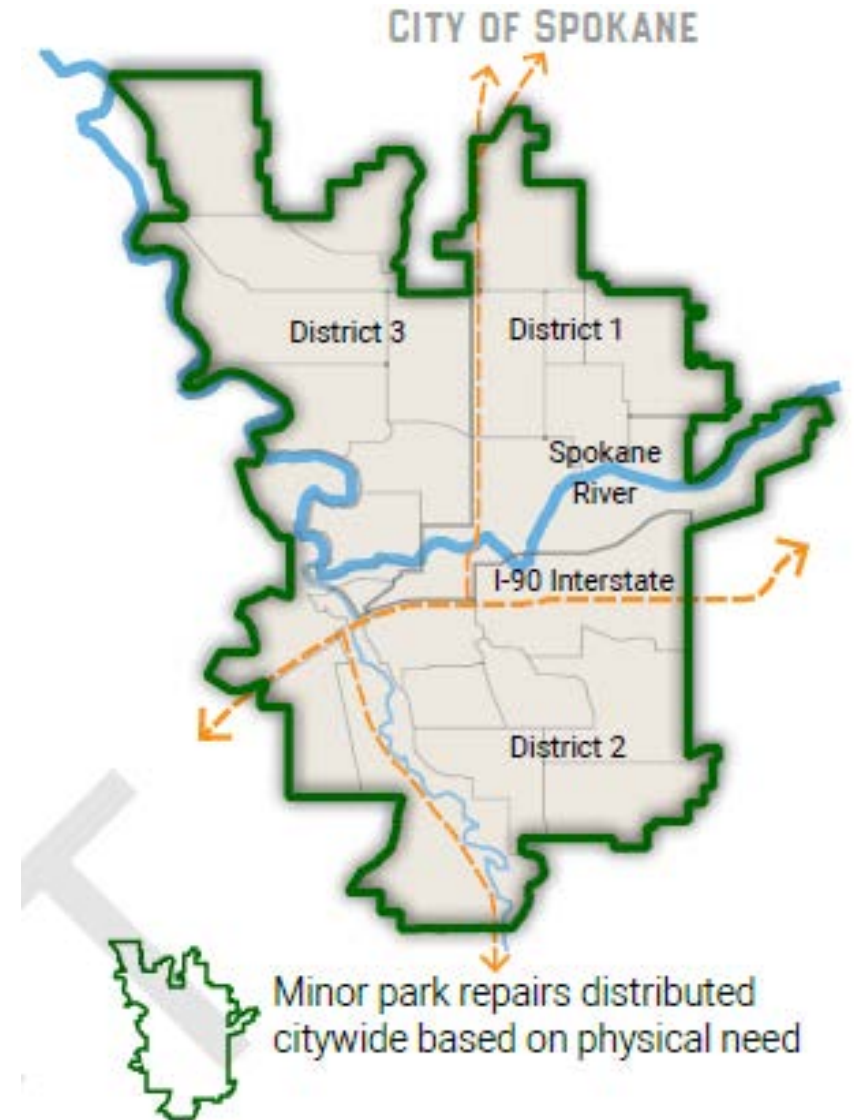 CITY OF SPOKANE
District 3
District 1
Spokane
River
I-90 Interstate
District 2
Minor park repairs distributed
citywide based on physical need